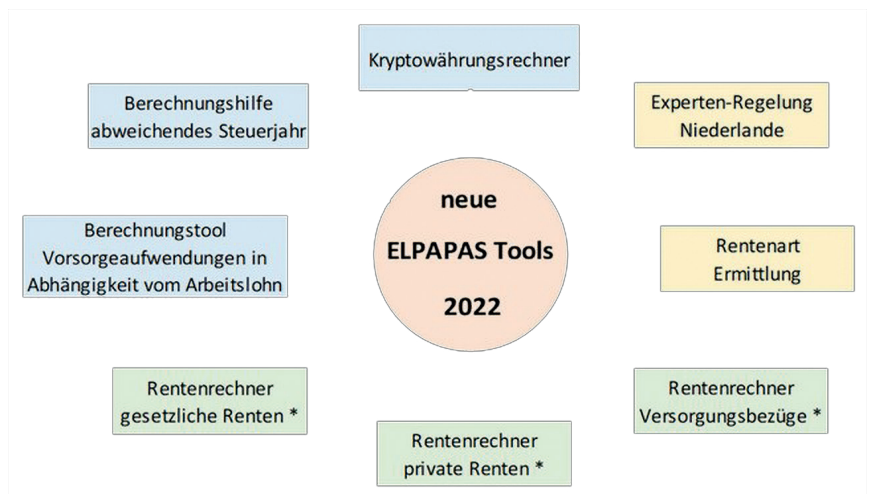 Kryptowährungsrechner
Berechnungshilfe
abweichendes Steuerjahr
Experten-Regelung
Niederlande
neue
ELPAPAS Tools
2022
Berechnungstool
Vorsorgeaufwendungen in
Abhängigkeit vom Arbeitslohn
Rentenart
Ermittlung
Rentenrechner
gesetzliche Renten *
Rentenrechner
private Renten *
Rentenrechner
Versorgungsbezüge *